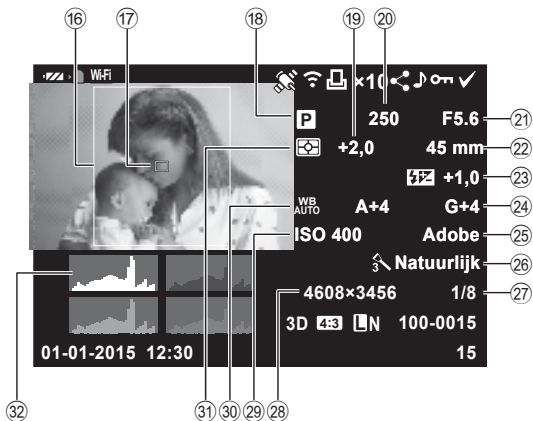 ⑯ ⑰ ⑱ ⑲ ⑳
Wi-Fi ×10
P 250 F5.6 ㉑
+2,0 45 mm ㉒
+1,0 ㉓
WB AUTO A+4 G+4 ㉔
ISO 400 Adobe ㉕
3 Natuurlijk ㉖
4608×3456 1/8 ㉗
3D 4:3 LN 100-0015
01-01-2015 12:30 15
㉜ ㉛ ㉚ ㉙ ㉘